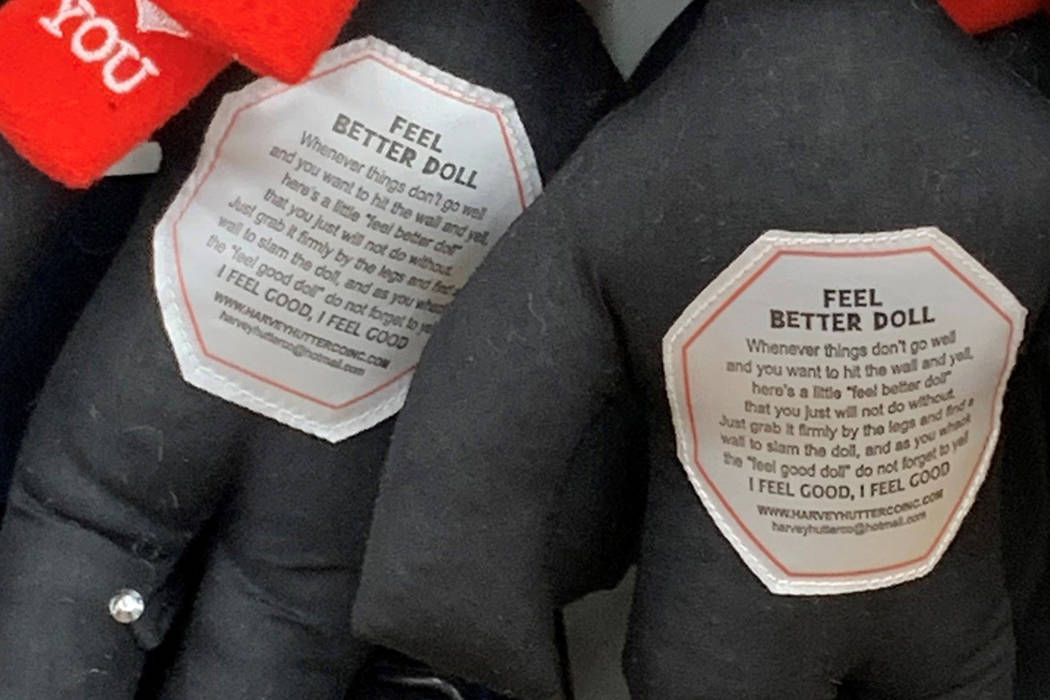 YOU
FEEL
BETTER DOLL
Whenever things don't go well
and you want to hit the wall and yell,
here's a little "feel better doll"
that you just will not do without.
Just grab it firmly by the legs and find
wall to slam the doll, and as you whack
the "feel good doll" do not forget to yell
I FEEL GOOD, I FEEL GOOD
WWW.HARVEYHUTTERCOINC.COM
harveyhutterco@hotmail.com
FEEL
BETTER DOLL
Whenever things don't go well
and you want to hit the wall and yell,
here's a little "feel better doll"
that you just will not do without.
Just grab it firmly by the legs and find a
wall to slam the doll, and as you whack
the "feel good doll" do not forget to yell
I FEEL GOOD, I FEEL GOOD
WWW.HARVEYHUTTERCOINC.COM
harveyhutterco@hotmail.com